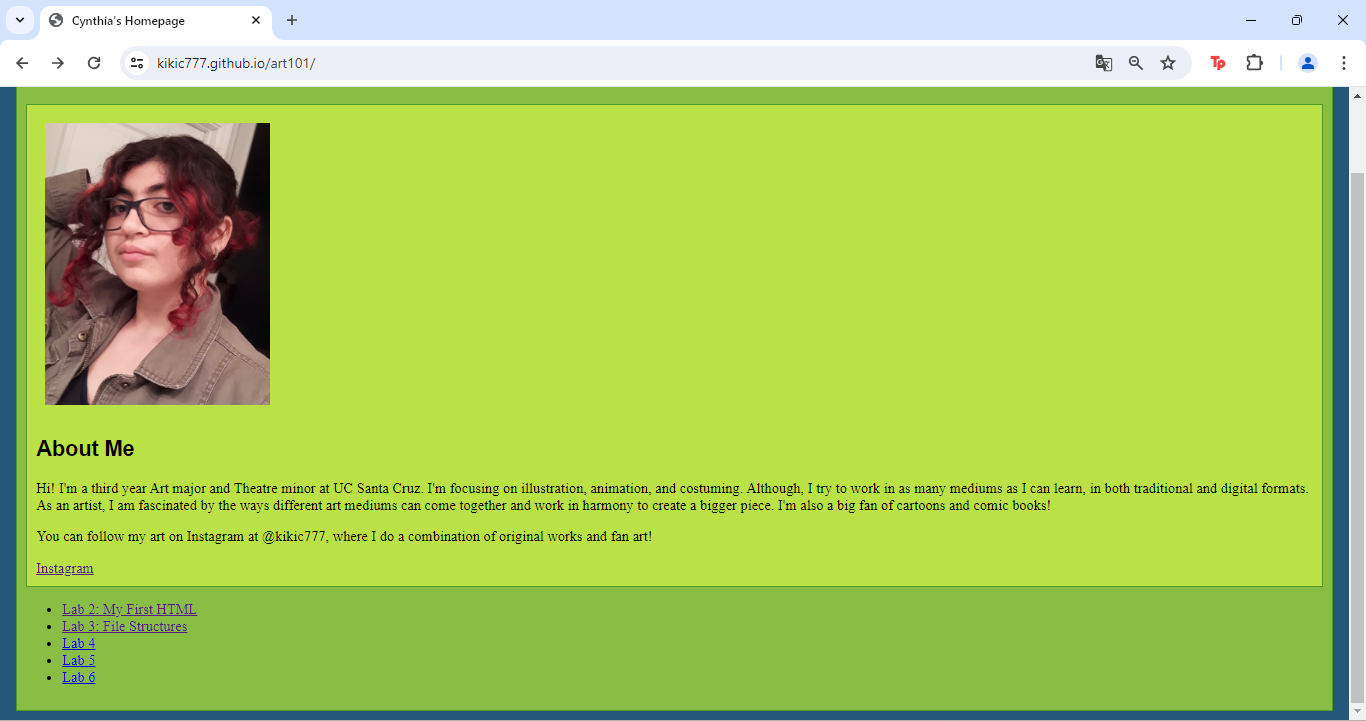 Cynthia's Homepage
kikic777.github.io/art101/
Tp
About Me
Hi! I'm a third year Art major and Theatre minor at UC Santa Cruz. I'm focusing on illustration, animation, and costuming. Although, I try to work in as many mediums as I can learn, in both traditional and digital formats.
As an artist, I am fascinated by the ways different art mediums can come together and work in harmony to create a bigger piece. I'm also a big fan of cartoons and comic books!
You can follow my art on Instagram at @kikic777, where I do a combination of original works and fan art!
Instagram
Lab 2: My First HTML
Lab 3: File Structures
Lab 4
Lab 5
Lab 6